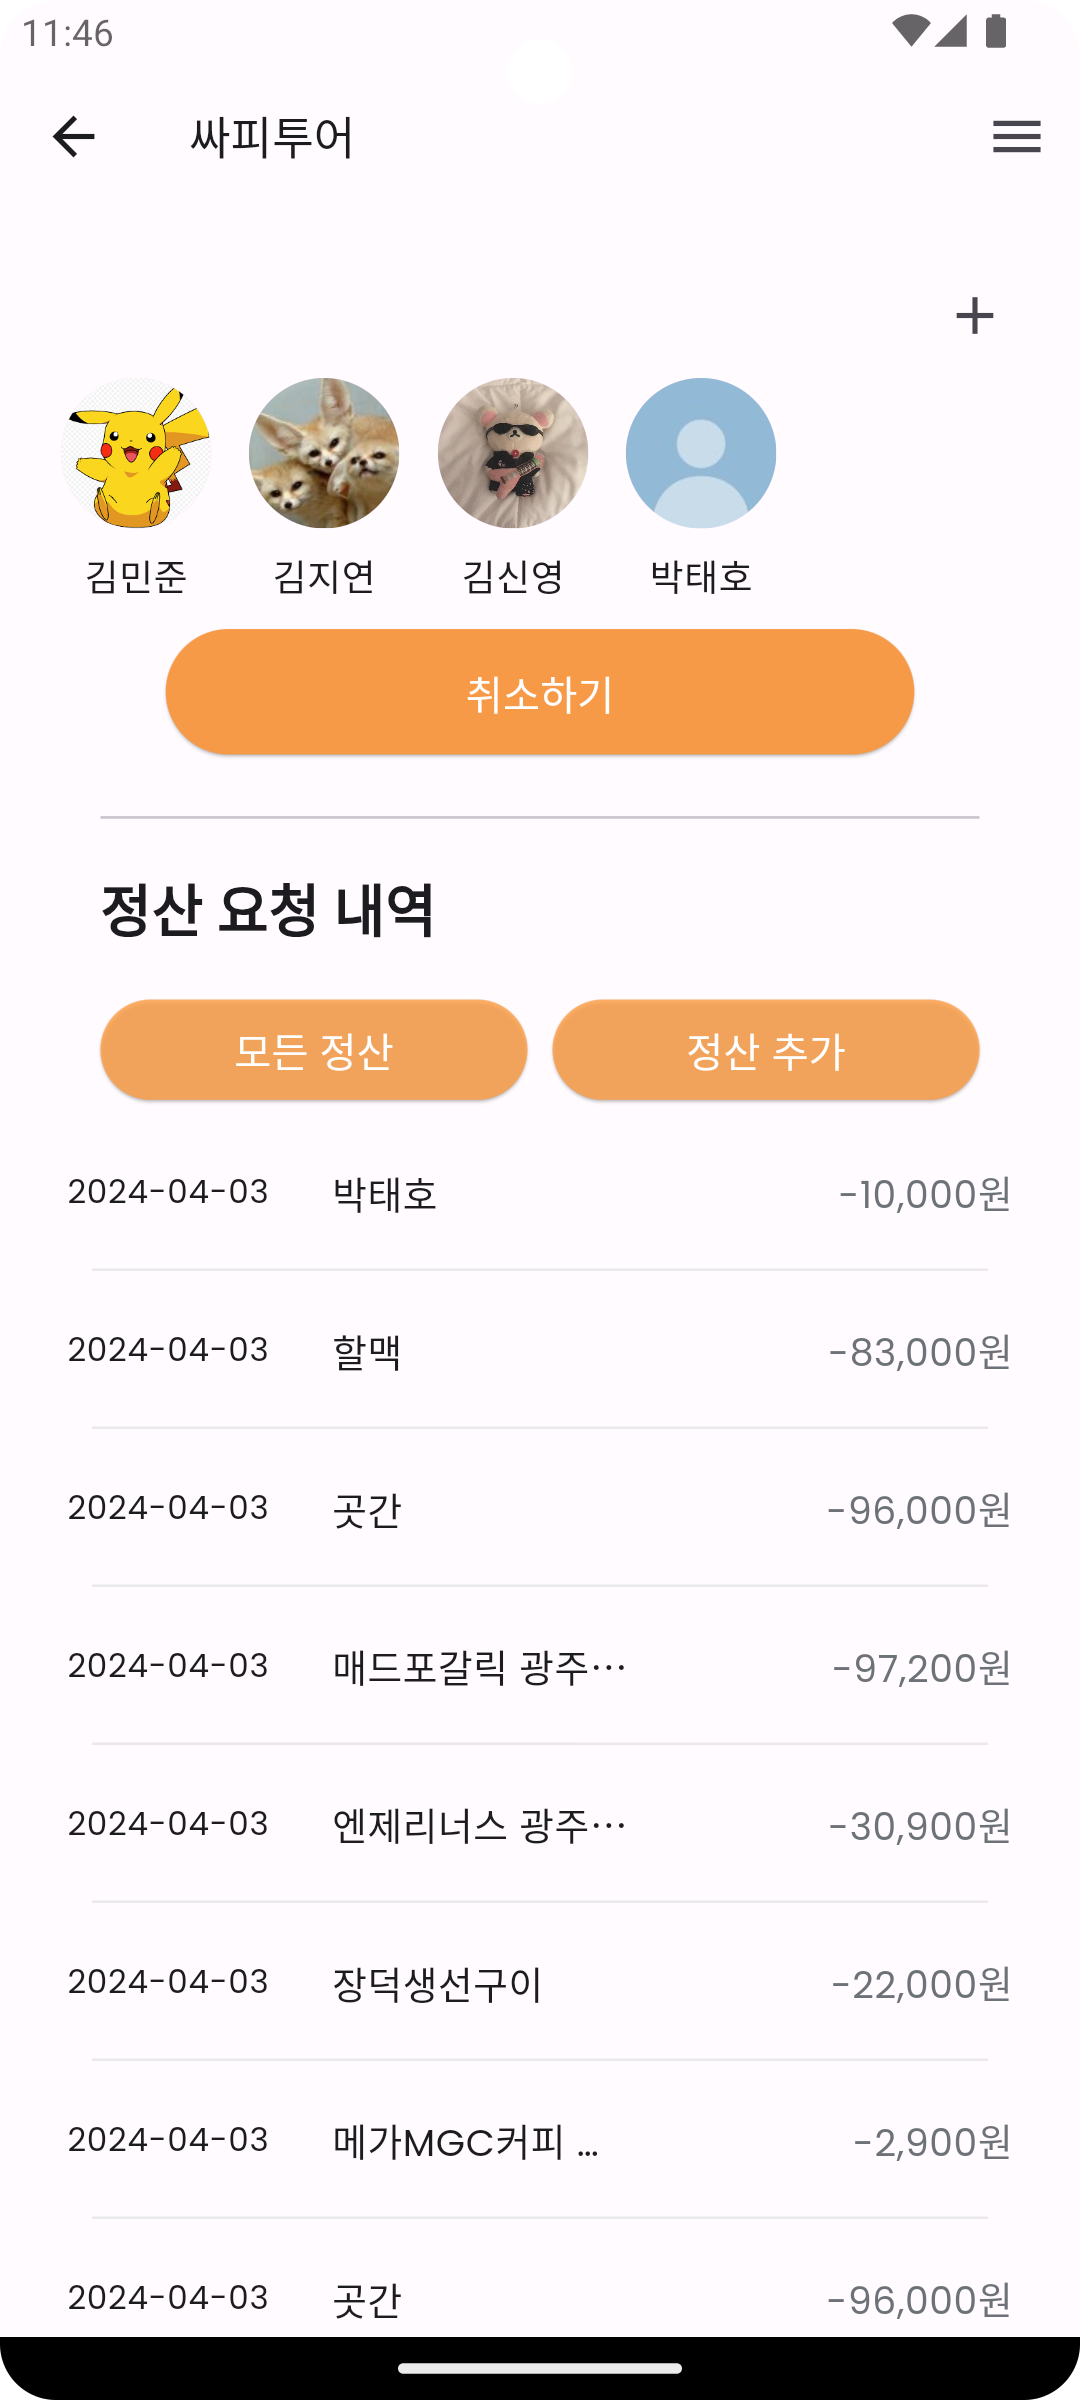 11:46
싸피투어
김민준 김지연 김신영 박태호
취소하기
정산 요청 내역
모든 정산 정산 추가
2024-04-03 박태호 -10,000원
2024-04-03 할맥 -83,000원
2024-04-03 곳간 -96,000원
2024-04-03 매드포갈릭 광주… -97,200원
2024-04-03 엔제리너스 광주… -30,900원
2024-04-03 장덕생선구이 -22,000원
2024-04-03 메가MGC커피 ... -2,900원
2024-04-03 곳간 -96,000원